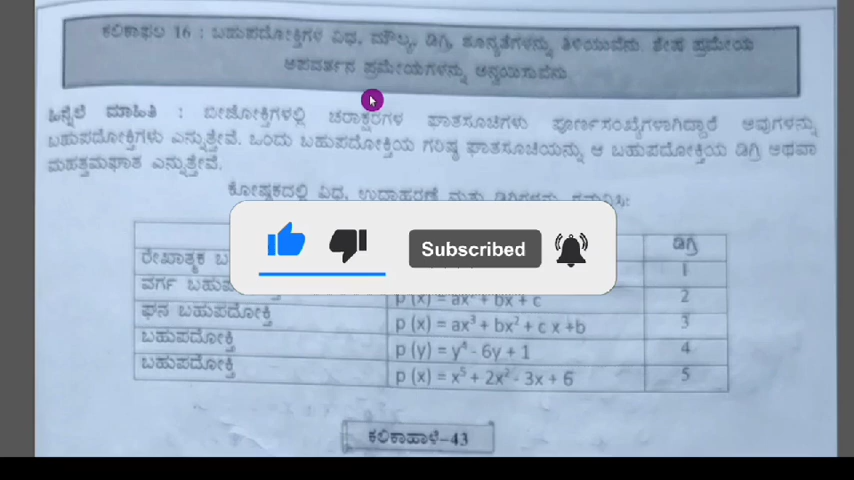 ಕಲಿಕಾಫಲ 16 : ಬಹುಪದೋಕ್ತಿಗಳ ವಿಧ, ಮೌಲ್ಯ, ಡಿಗ್ರಿ, ಶೂನ್ಯತೆಗಳನ್ನು ತಿಳಿಯುವೆನು. ಶೇಷ ಪ್ರಮೇಯ
ಅಪವರ್ತನ ಪ್ರಮೇಯಗಳನ್ನು ಅನ್ವಯಿಸುವೆನು.
ಹಿನ್ನೆಲೆ ಮಾಹಿತಿ : ಬೀಜೋಕ್ತಿಗಳಲ್ಲಿ ಚರಾಕ್ಷರಗಳ ಘಾತಸೂಚಿಗಳು ಪೂರ್ಣಸಂಖ್ಯೆಗಳಾಗಿದ್ದಾರೆ ಅವುಗಳನ್ನು
ಬಹುಪದೋಕ್ತಿಗಳು ಎನ್ನುತ್ತೇವೆ. ಒಂದು ಬಹುಪದೋಕ್ತಿಯ ಗರಿಷ್ಠ ಘಾತಸೂಚಿಯನ್ನು ಆ ಬಹುಪದೋಕ್ತಿಯ ಡಿಗ್ರಿ ಅಥವಾ
ಮಹತ್ತಮಘಾತ ಎನ್ನುತ್ತೇವೆ.
ಕೋಷ್ಟಕದಲ್ಲಿ ವಿಧ, ಉದಾಹರಣೆ ಮತ್ತು ಡಿಗ್ರಿಗಳನ್ನು ಗಮನಿಸಿ:
ಡಿಗ್ರಿ
ರೇಖಾತ್ಮಕ 1
ವರ್ಗ p (x) = ax² + bx + c 2
ಘನ ಬಹುಪದೋಕ್ತಿ p (x) = ax³ + bx² + c x +b 3
ಬಹುಪದೋಕ್ತಿ p (y) = y⁴ - 6y + 1 4
ಬಹುಪದೋಕ್ತಿ p (x) = x⁵ + 2x² - 3x + 6 5
Subscribed
ಕಲಿಕಾಹಾಳೆ-43